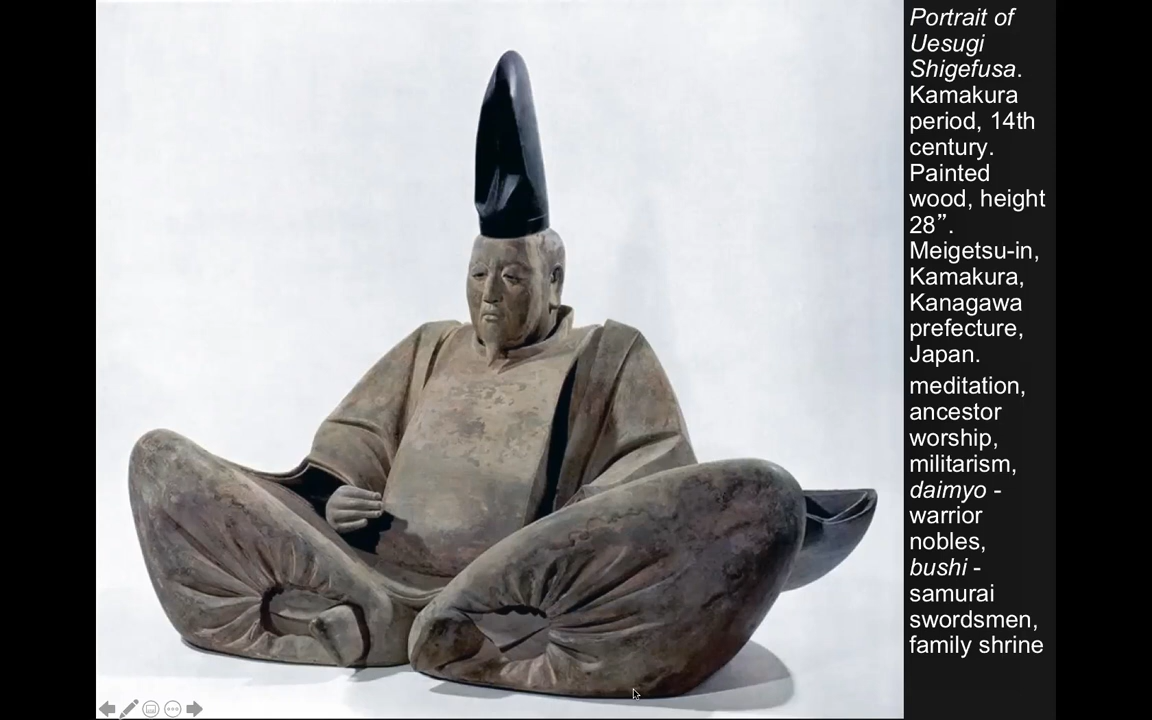 Portrait of
Uesugi
Shigefusa.
Kamakura
period, 14th
century.
Painted
wood, height
28”.
Meigetsu-in,
Kamakura,
Kanagawa
prefecture,
Japan.
meditation,
ancestor
worship,
militarism,
daimyo -
warrior
nobles,
bushi -
samurai
swordsmen,
family shrine